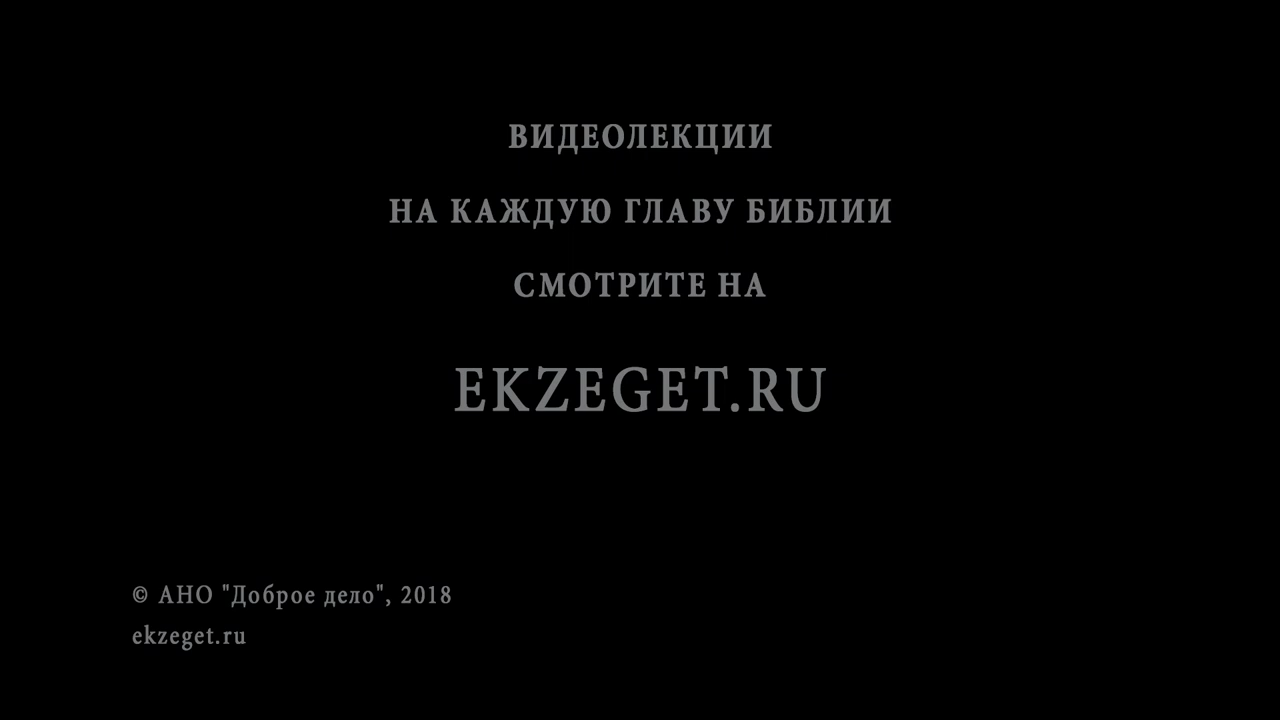 ВИДЕОЛЕКЦИИ
НА КАЖДУЮ ГЛАВУ БИБЛИИ
СМОТРИТЕ НА
EKZEGET.RU
© АНО "Доброе дело", 2018
ekzeget.ru